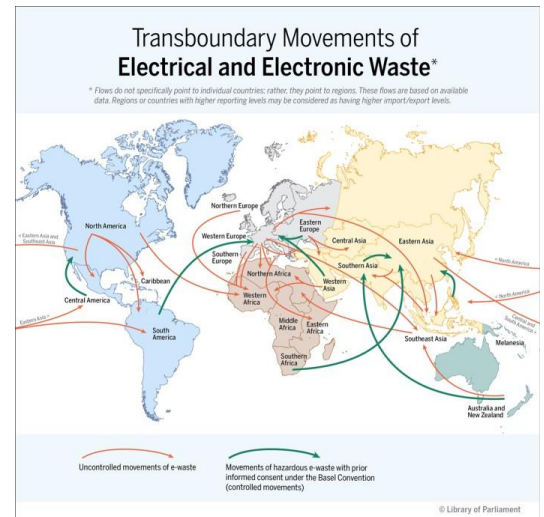 Transboundary Movements of
Electrical and Electronic Waste*
* Flows do not specifically point to individual countries; rather, they point to regions. These flows are based on available
data. Regions or countries with higher reporting levels may be considered as having higher import/export levels.
Northern Europe
North America
Eastern
Europe
Western Europe
< Eastern Asia and
Southeast Asia
Central Asia
Eastern Asia
Southern
Europe
< North America
Southern Asia
Northern Africa
Caribbean
Western
Asia
Central America
Western
Africa
< North America
Eastern Asia >
Central and
South America >
South
America
Middle
Africa
Eastern
Africa
Southeast Asia
Melanesia
Southern
Africa
Australia and
New Zealand
Uncontrolled movements of e-waste
Movements of hazardous e-waste with prior
informed consent under the Basel Convention
(controlled movements)
© Library of Parliament